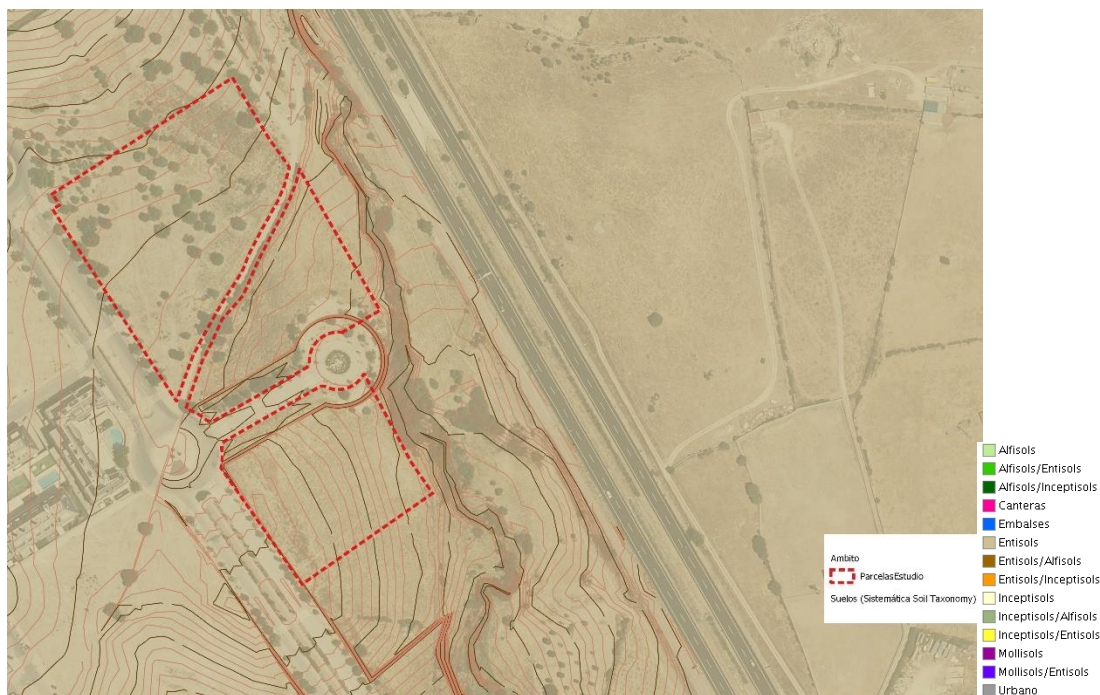 Ambito
ParcelasEstudio
Suelos (Sistemática Soil Taxonomy)
Alfisols
Alfisols/Entisols
Alfisols/Inceptisols
Canteras
Embalses
Entisols
Entisols/Alfisols
Entisols/Inceptisols
Inceptisols
Inceptisols/Alfisols
Inceptisols/Entisols
Mollisols
Mollisols/Entisols
Urbano